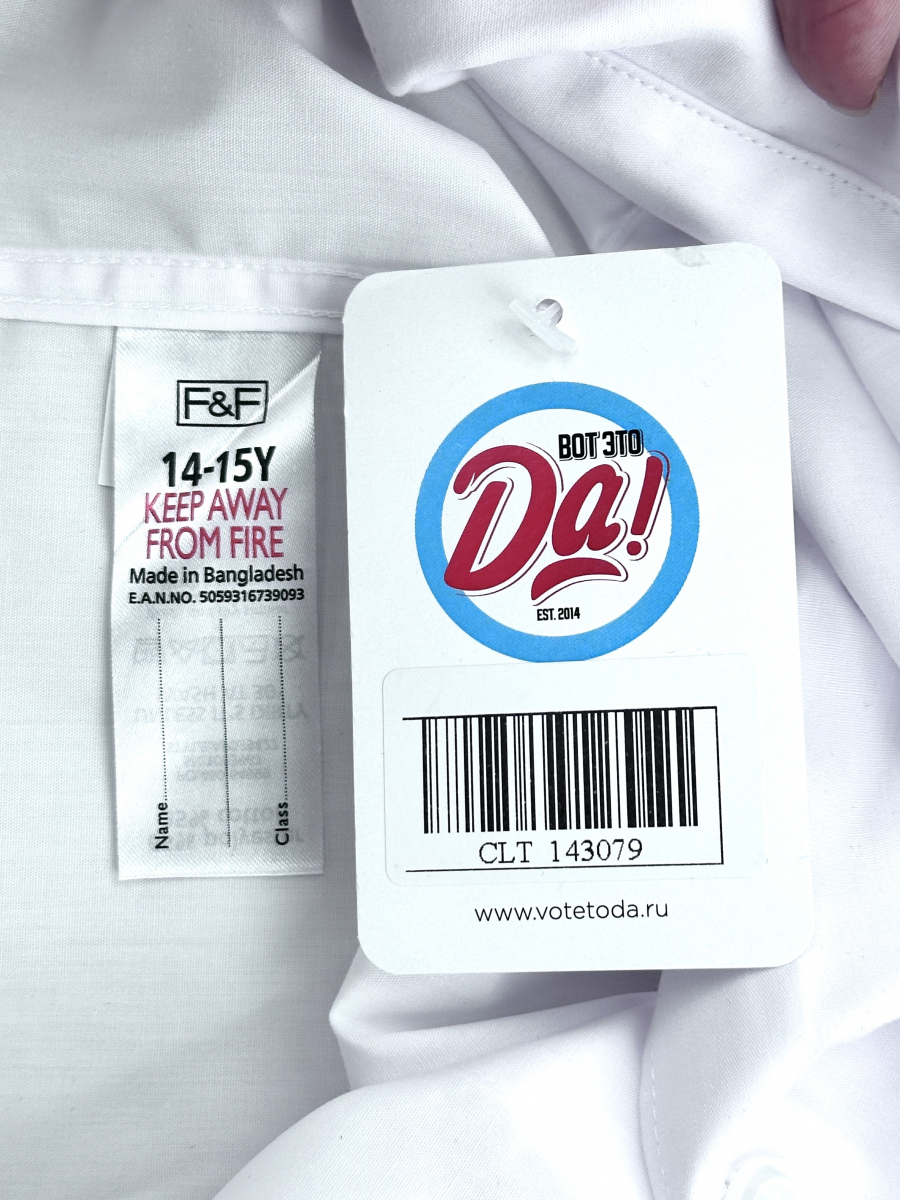 F&F
14-15Y
KEEP AWAY
FROM FIRE
Made in Bangladesh
E.A.N.NO. 5059316739093
Name
Class
ВОТ ЭТО
Да!
EST. 2014
CLT 143079
www.votetoda.ru